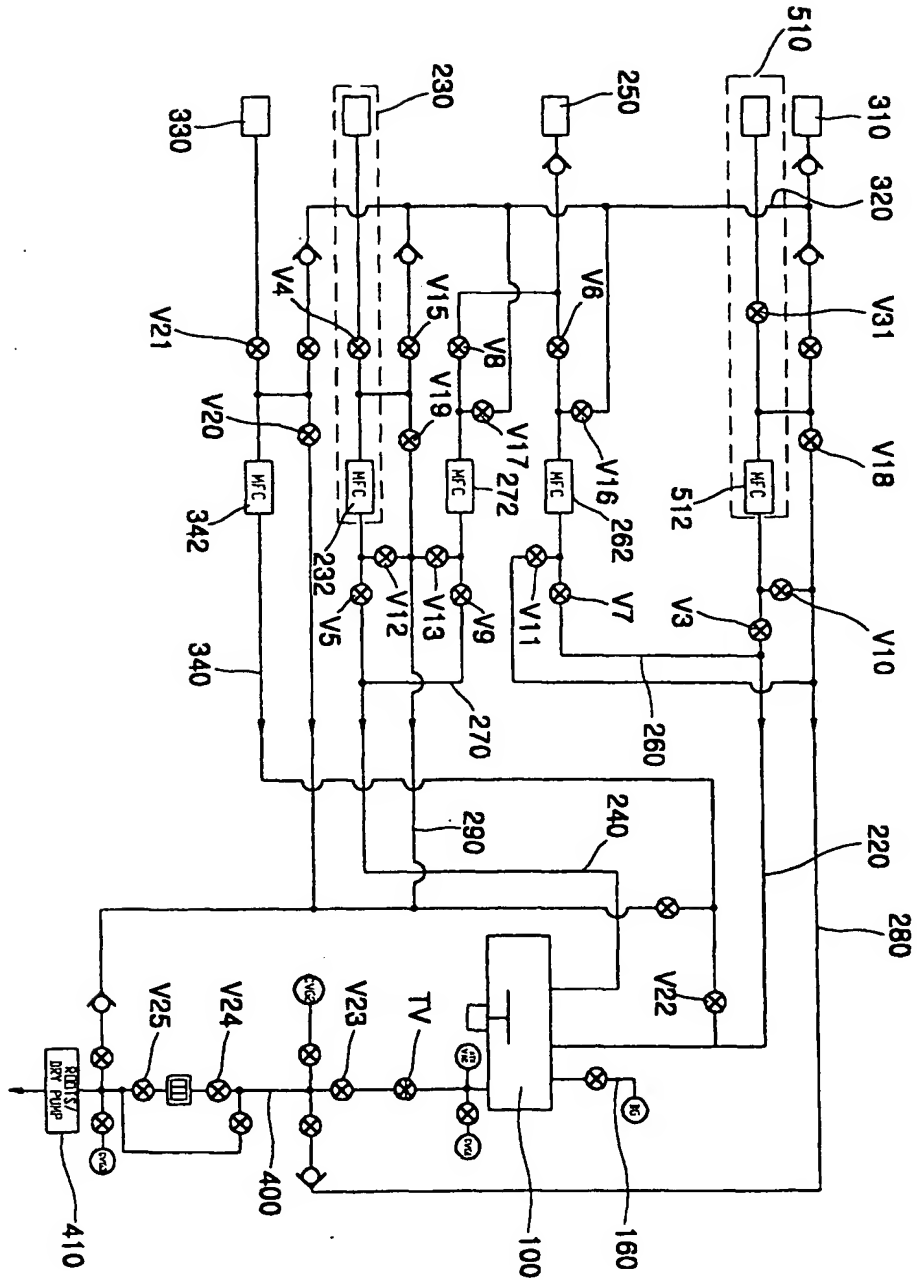 510
310
320
V31
V18
512
MFC
V3
V10
220
280
250
V6
V16
MFC
262
V7
V11
260
V8
V17
MFC
272
V9
V13
270
230
V4
V15
V19
MFC
232
V12
V5
240
290
330
V21
V20
MFC
342
340
V22
160
100
TV
V23
CVG2
400
V24
V25
ROOTS/
DRY PUMP
410